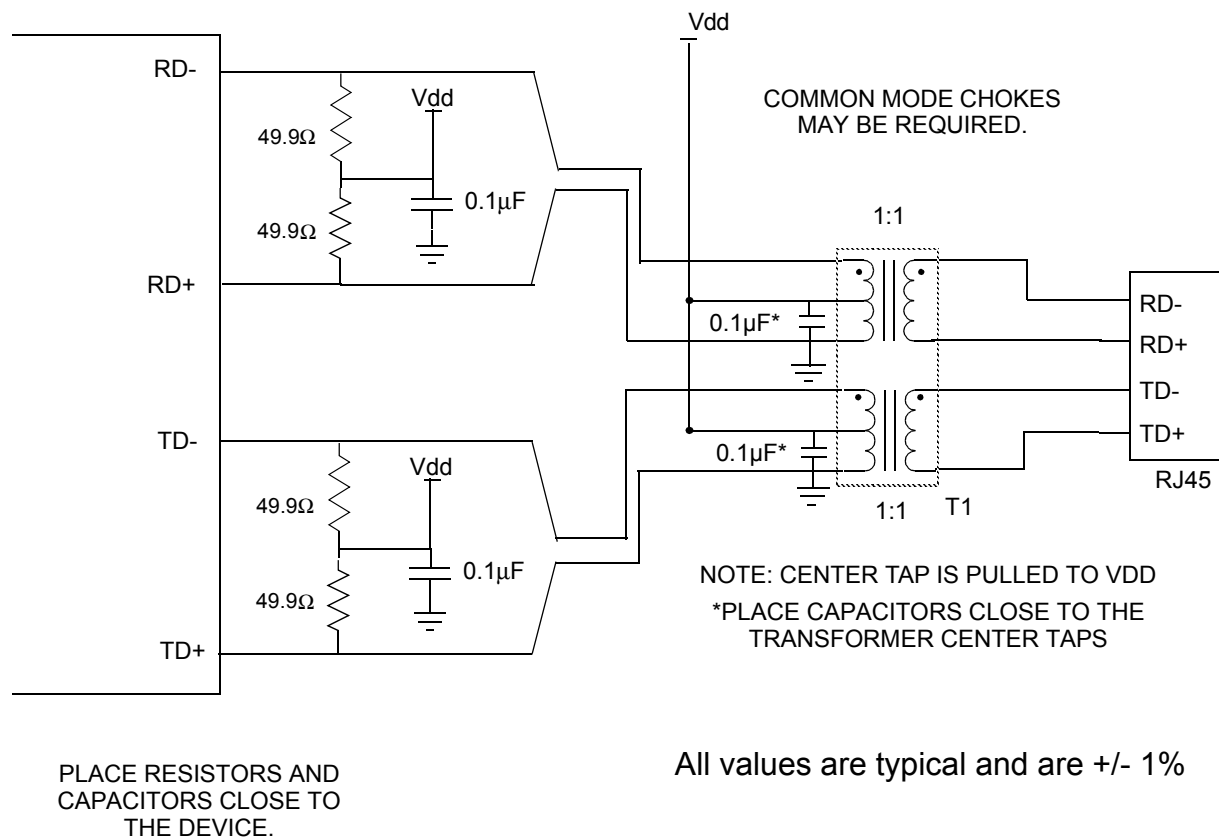 Vdd
RD-
Vdd
COMMON MODE CHOKES
MAY BE REQUIRED.
49.9Ω
0.1μF
49.9Ω
1:1
RD+
RD-
0.1µF*
RD+
TD-
TD-
TD+
0.1µF*
Vdd
RJ45
49.9Ω
1:1
T1
0.1μF
49.9Ω
NOTE: CENTER TAP IS PULLED TO VDD
*PLACE CAPACITORS CLOSE TO THE
TRANSFORMER CENTER TAPS
TD+
All values are typical and are +/- 1%
PLACE RESISTORS AND
CAPACITORS CLOSE TO
THE DEVICE.